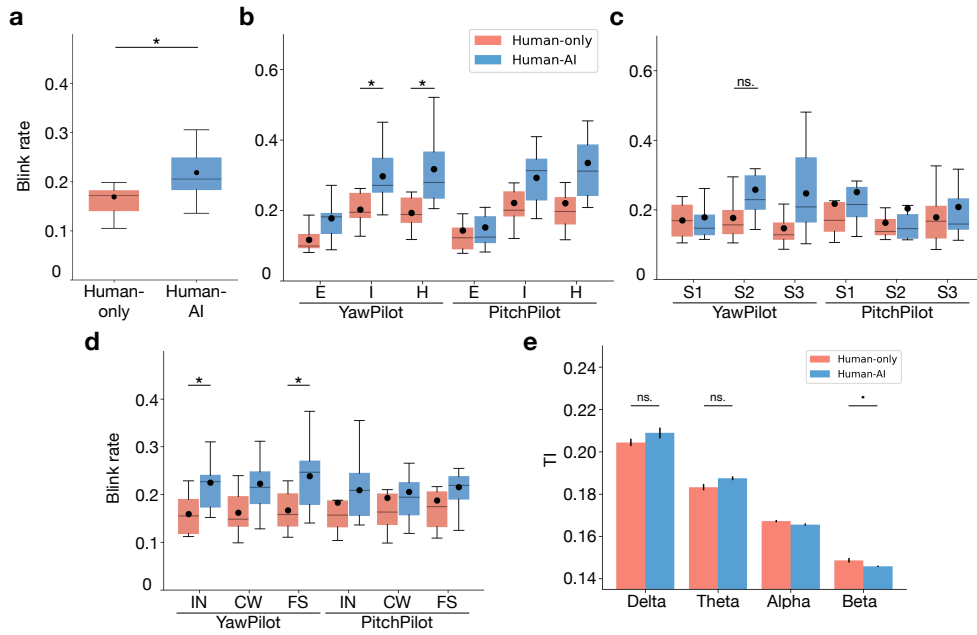 a
Blink rate
0.4
0.3
0.2
0
*
Human-
only
Human-
AI
b
0.6
0.4
0.2
0
Human-only
Human-AI
*
*
E
I
H
E
I
H
YawPilot
PitchPilot
c
0.6
0.4
0.2
0
ns.
S1
S2
S3
S1
S2
S3
YawPilot
PitchPilot
d
Blink rate
0.4
0.3
0.2
0.1
0
*
*
IN
CW
FS
IN
CW
FS
YawPilot
PitchPilot
e
TI
0.24
0.22
0.20
0.18
0.16
0.14
Human-only
Human-AI
ns.
ns.
Delta
Theta
Alpha
Beta